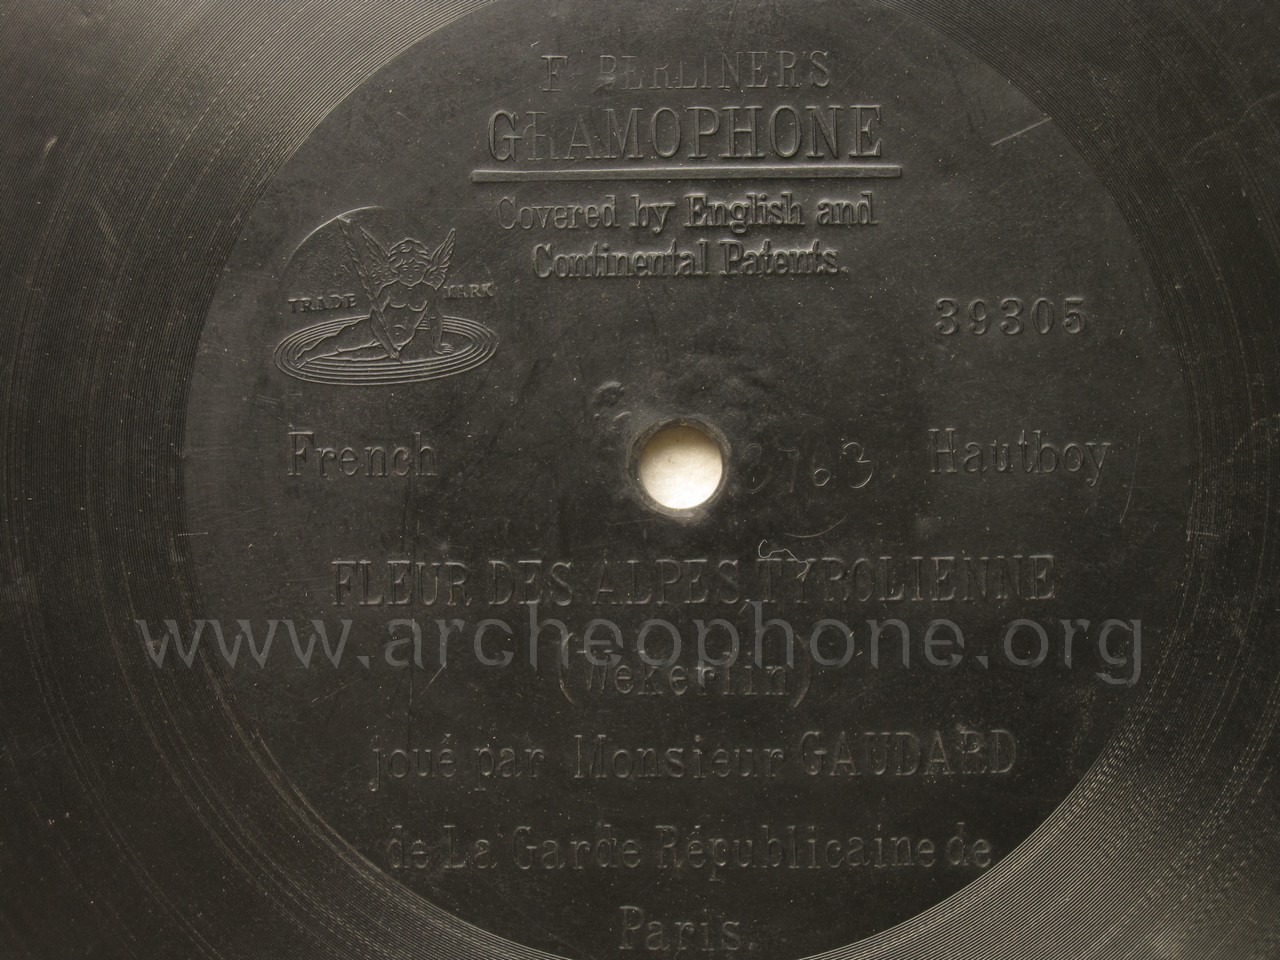 E. BERLINER'S
GRAMOPHONE
Covered by English and
Continental Patents.
TRADE MARK
39305
French
3763
Hautboy
FLEUR DES ALPES, TYROLIENNE
www.archeophone.org
(Wekerlin)
joué par Monsieur GAUDARD
de La Garde Républicaine de
Paris.